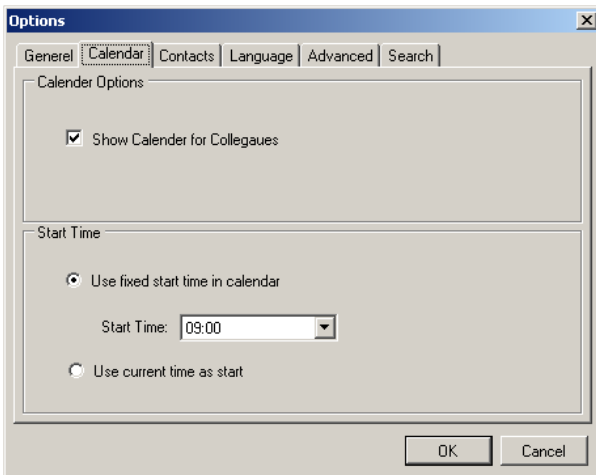 Options
Generel Calendar Contacts Language Advanced Search
Calender Options
Show Calender for Collegaues
Start Time
Use fixed start time in calendar
Start Time: 09:00
Use current time as start
OK Cancel